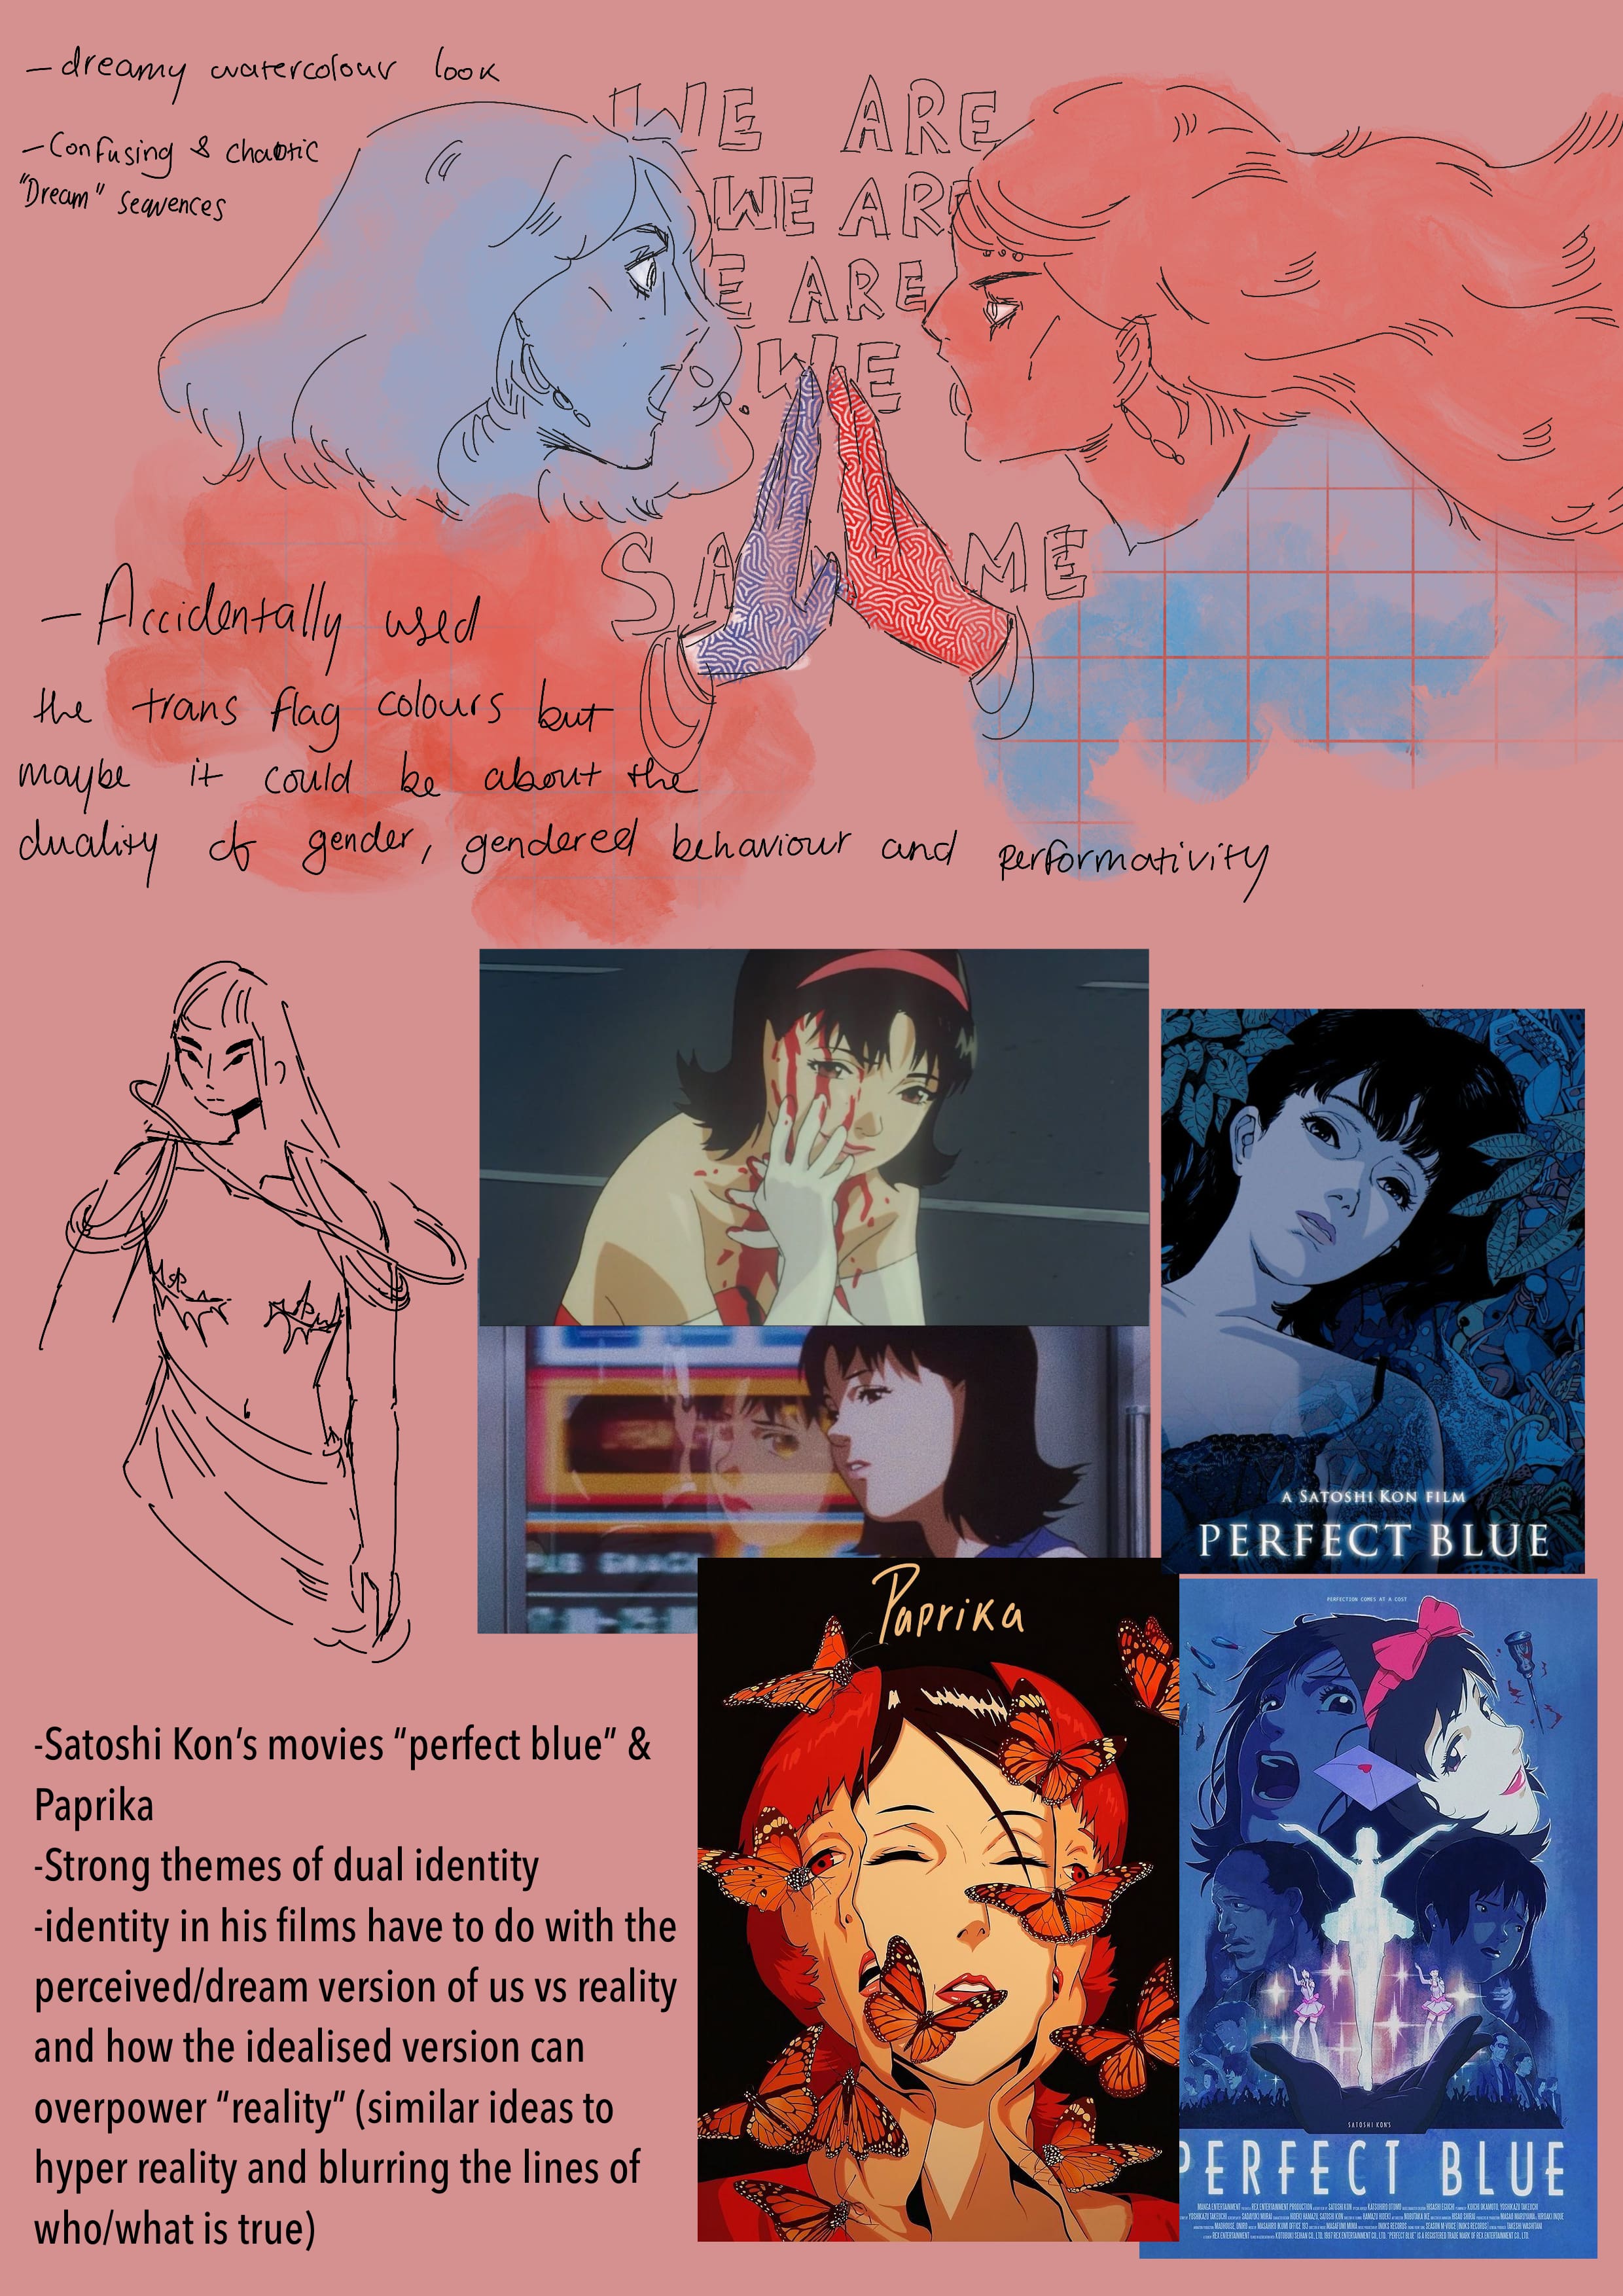 - dreamy watercolour look
- Confusing & chaotic
"Dream" sequences
WE ARE
WE ARE
E ARE
WE
SA ME
- Accidentally used
the trans flag colours but
maybe it could be about the
duality of gender, gendered behaviour and performativity
A SATOSHI KON FILM
PERFECT BLUE
Paprika
PERFECTION COMES AT A COST
SATOSHI KON'S
PERFECT BLUE
-Satoshi Kon's movies "perfect blue" &
Paprika
-Strong themes of dual identity
-identity in his films have to do with the
perceived/dream version of us vs reality
and how the idealised version can
overpower "reality" (similar ideas to
hyper reality and blurring the lines of
who/what is true)